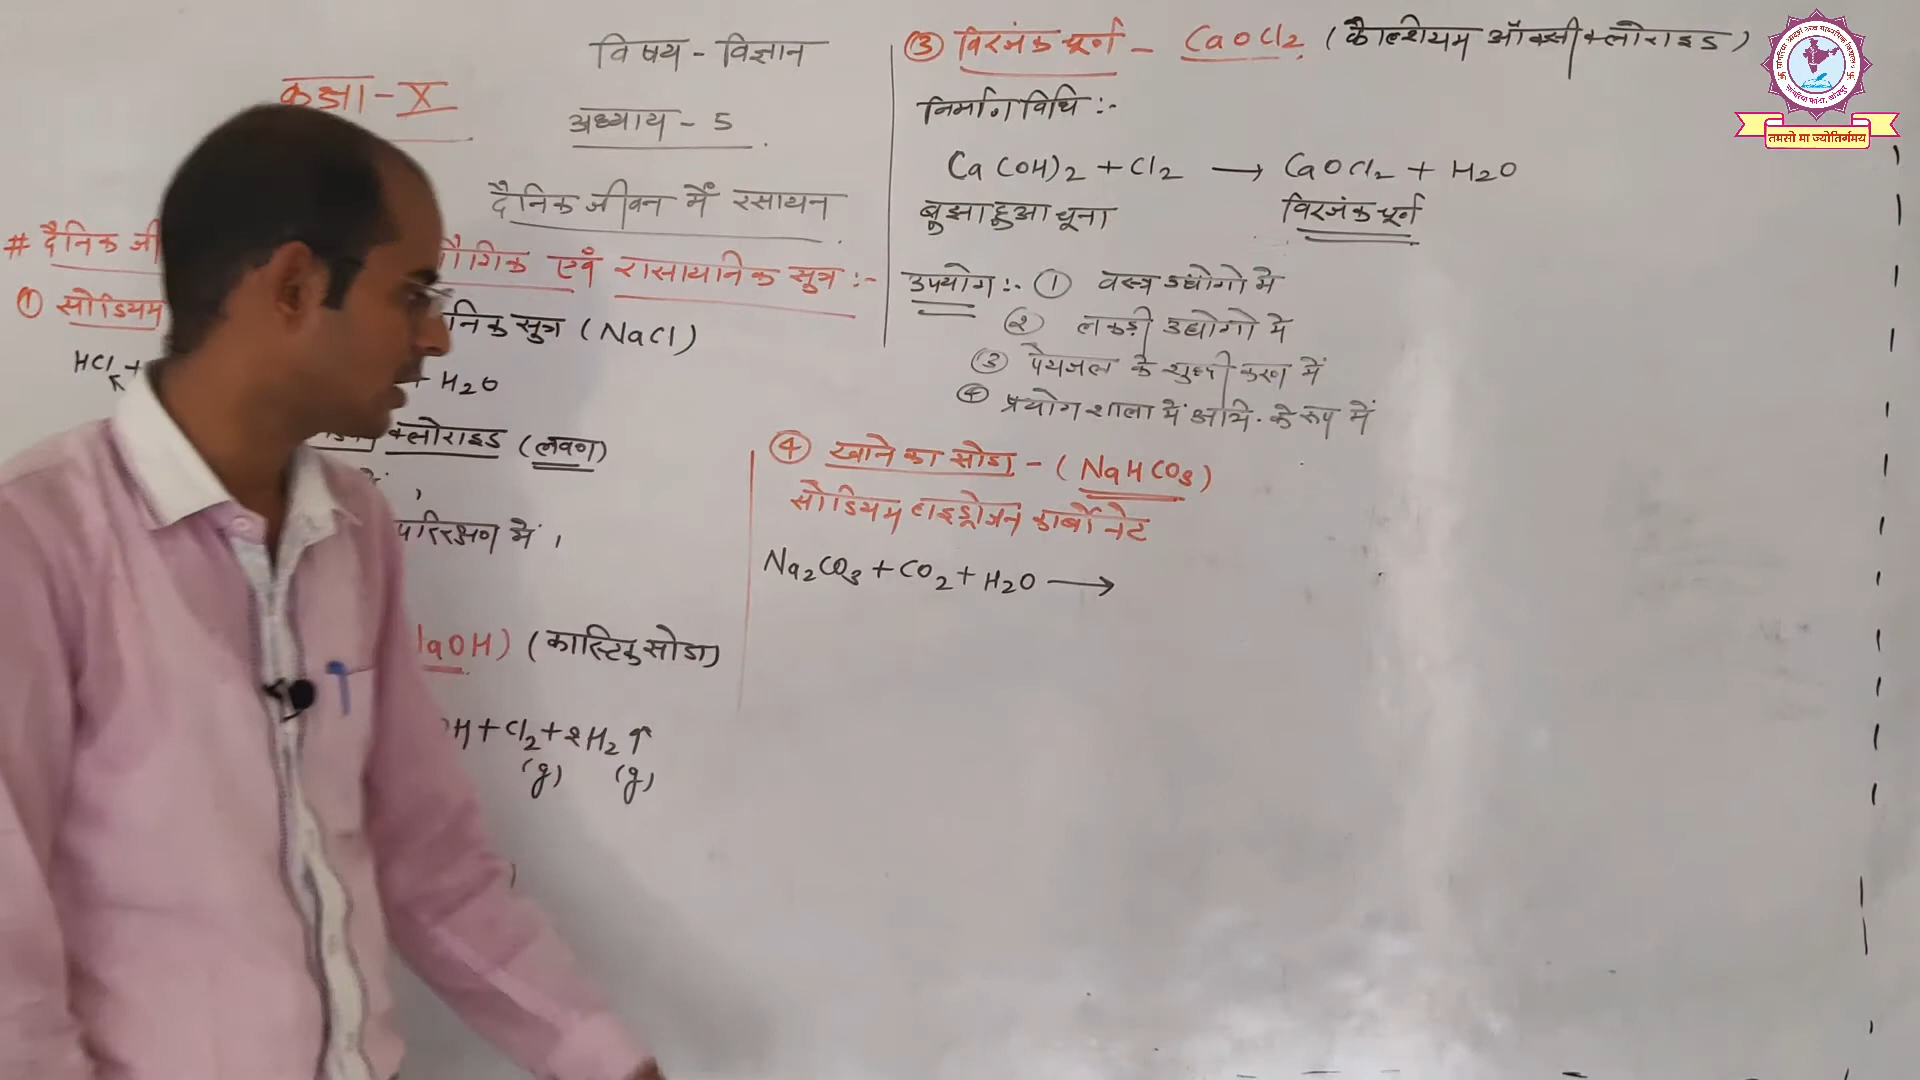 विषय - विज्ञान
कक्षा - X
अध्याय - 5
दैनिक जीवन में रसायन
# दैनिक जी
ौगिक एवं रासायनिक सुत्र :-
① सोडियम
निक सुत्र (NaCl)
HCl +
+ H2O
क्लोराइड (लवण)
परिरक्षण में ।
aOH) (कास्टिक सोडा)
H + Cl2 + 2H2 ↑
(g) (g)
③ विरंजक चूर्ण - CaOCl2 (कैल्शियम ऑक्सीक्लोराइड)
निर्माण विधि :-
Ca(OH)2 + Cl2 → CaOCl2 + H2O
बुझा हुआ चूना विरंजक चूर्ण
उपयोग :- ① वस्त्र उद्योगो में
② लकड़ी उद्योगो में
③ पेयजल के शुद्धीकरण में
④ प्रयोगशाला में अभि. के रूप में
④ खाने का सोडा - (NaHCO3)
सोडियम हाइड्रोजन कार्बोनेट
Na2CO3 + CO2 + H2O →
तमसो मा ज्योतिर्गमय